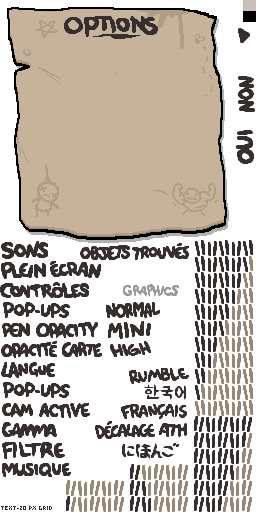 OPTIONS
NON
OUI
SONS OBJETS TROUVÉS
PLEIN ÉCRAN
CONTRÔLES GRAPHICS
POP-UPS NORMAL
PEN OPACITY MINI
OPACITÉ CARTE HIGH
LANGUE
RUMBLE
POP-UPS 한국어
CAM ACTIVE FRANÇAIS
GAMMA DÉCALAGE ATH
FILTRE にほんご
MUSIQUE
TEXT-20 PX GRID